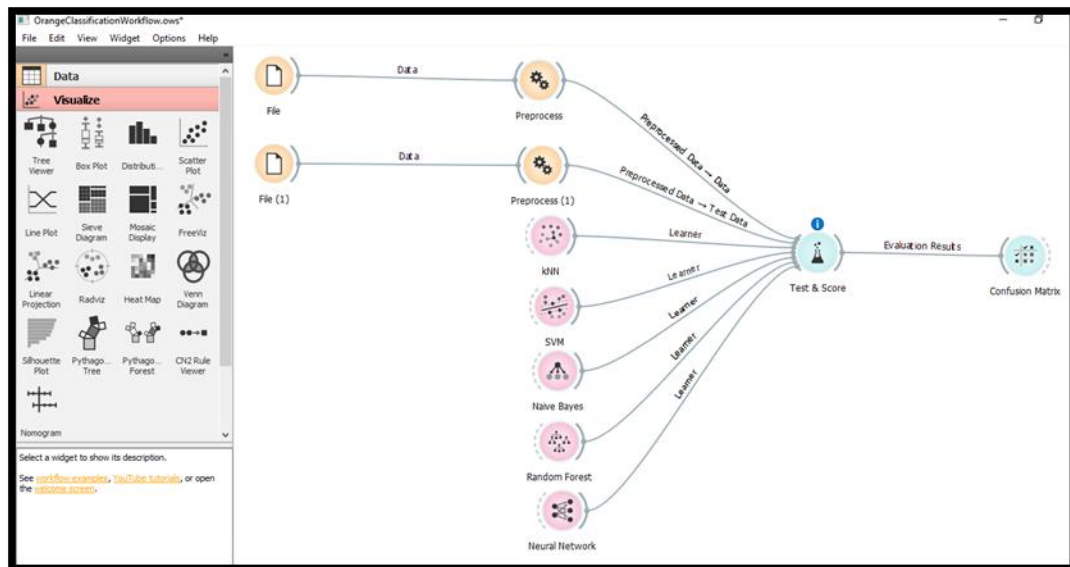 OrangeClassificationWorkflow.ows*
File Edit View Widget Options Help
Data
Visualize
Tree
Viewer
Box Plot
Distributi...
Scatter
Plot
Line Plot
Sieve
Diagram
Mosaic
Display
FreeViz
Linear
Projection
Radviz
Heat Map
Venn
Diagram
Silhouette
Plot
Pythago...
Tree
Pythago...
Forest
CN2 Rule
Viewer
Nomogram
Select a widget to show its description.
See workflow examples, YouTube tutorials, or open
the welcome screen.
File
Data
Preprocess
Preprocessed Data → Data
File (1)
Data
Preprocess (1)
Preprocessed Data → Test Data
kNN
Learner
SVM
Learner
Naive Bayes
Learner
Random Forest
Learner
Neural Network
Learner
i
Test & Score
Evaluation Results
Confusion Matrix